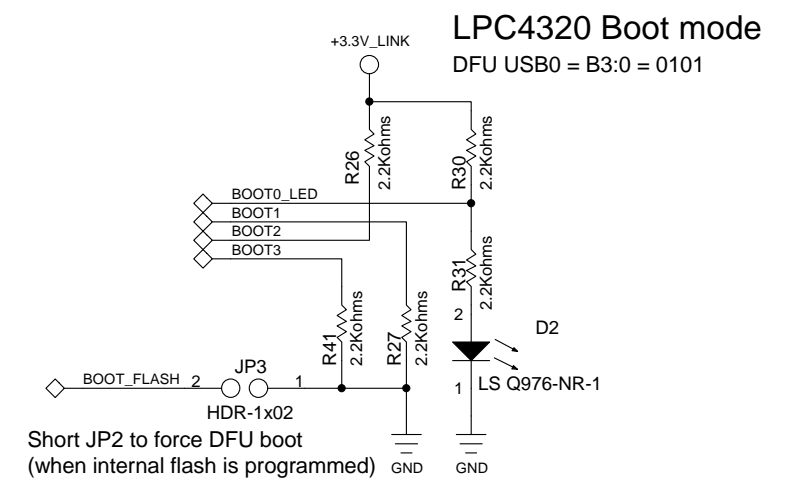 LPC4320 Boot mode
+3.3V_LINK
DFU USB0 = B3:0 = 0101
R26
2.2Kohms
R30
2.2Kohms
BOOT0_LED
BOOT1
BOOT2
BOOT3
R31
2.2Kohms
R41
2.2Kohms
R27
2.2Kohms
2
D2
JP3
BOOT_FLASH
2
1
1
LS Q976-NR-1
HDR-1x02
Short JP2 to force DFU boot
(when internal flash is programmed)
GND
GND